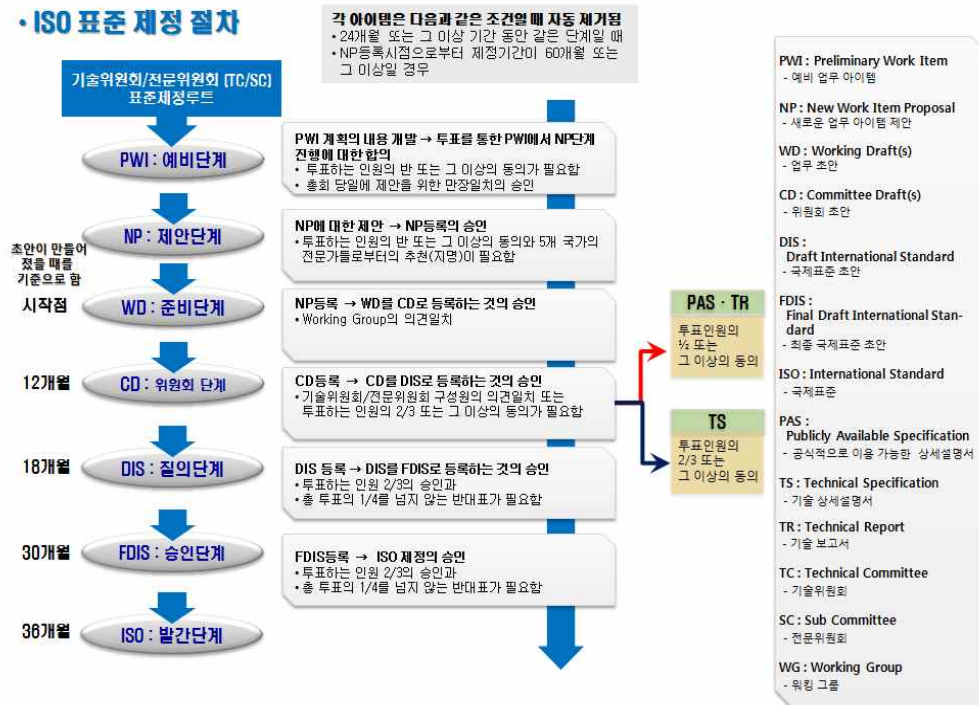 · ISO 표준 제정 절차
각 아이템은 다음과 같은 조건일 때 자동 제거됨
• 24개월 또는 그 이상 기간 동안 같은 단계일 때
• NP등록시점으로부터 제정기간이 60개월 또는
그 이상일 경우
기술위원회/전문위원회 (TC/SC)
표준제정루트
PWI : 예비단계
PWI 계획의 내용 개발 → 투표를 통한 PWI에서 NP단계
진행에 대한 합의
• 투표하는 인원의 반 또는 그 이상의 동의가 필요함
• 총회 당일에 제안을 위한 만장일치의 승인
NP : 제안단계
NP에 대한 제안 → NP등록의 승인
• 투표하는 인원의 반 또는 그 이상의 동의와 5개 국가의
전문가들로부터의 추천(지명)이 필요함
초안이 만들어
졌을 때를
기준으로 함
시작점
WD : 준비단계
NP등록 → WD를 CD로 등록하는 것의 승인
• Working Group의 의견일치
12개월
CD : 위원회 단계
CD등록 → CD를 DIS로 등록하는 것의 승인
• 기술위원회/전문위원회 구성원의 의견일치 또는
투표하는 인원의 2/3 또는 그 이상의 동의가 필요함
18개월
DIS : 질의단계
DIS 등록 → DIS를 FDIS로 등록하는 것의 승인
• 투표하는 인원 2/3의 승인과
• 총 투표의 1/4를 넘지 않는 반대표가 필요함
30개월
FDIS : 승인단계
FDIS등록 → ISO 제정의 승인
• 투표하는 인원 2/3의 승인과
• 총 투표의 1/4를 넘지 않는 반대표가 필요함
36개월
ISO : 발간단계
PAS · TR
투표인원의
½ 또는
그 이상의 동의
TS
투표인원의
2/3 또는
그 이상의 동의
PWI : Preliminary Work Item
- 예비 업무 아이템
NP : New Work Item Proposal
- 새로운 업무 아이템 제안
WD : Working Draft(s)
- 업무 초안
CD : Committee Draft(s)
- 위원회 초안
DIS :
Draft International Standard
- 국제표준 초안
FDIS :
Final Draft International Stan-
dard
- 최종 국제표준 초안
ISO : International Standard
- 국제표준
PAS :
Publicly Available Specification
- 공식적으로 이용 가능한 상세설명서
TS : Technical Specification
- 기술 상세설명서
TR : Technical Report
- 기술 보고서
TC : Technical Committee
- 기술위원회
SC : Sub Committee
- 전문위원회
WG : Working Group
- 워킹 그룹